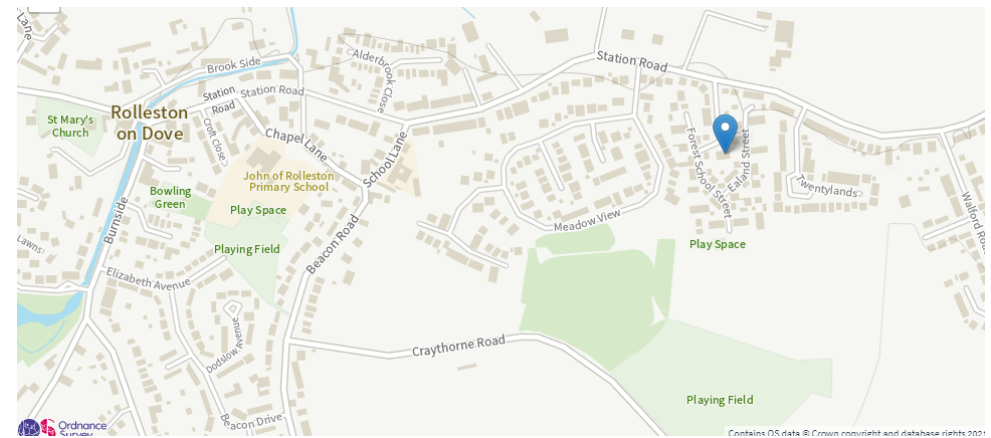 Lane
Brook Side
Alderbrook Close
Station Road
Station
Road
Station Road
Rolleston
on Dove
St Mary's
Church
Croft Close
Chapel Lane
School Lane
Forest School Street
Ealand Street
John of Rolleston
Primary School
Twentylands
Bowling
Green
Play Space
Burnside
Walford Road
Meadow View
Beacon Road
Lawns
Playing Field
Play Space
Elizabeth Avenue
Dodslow Avenue
Craythorne Road
Playing Field
Beacon Drive
Ordnance
Survey
Contains OS data © Crown copyright and database rights 2021